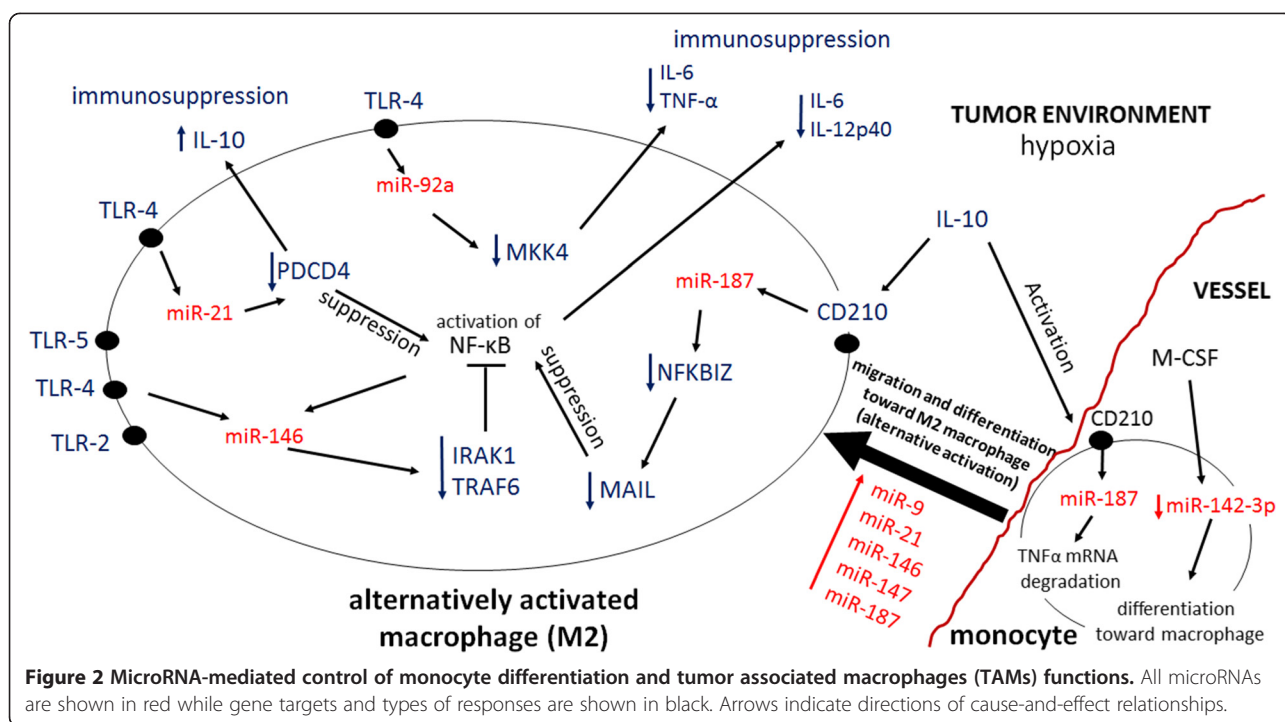 immunosuppression
IL-6
TNF-α
immunosuppression
↑ IL-10
TLR-4
↓ IL-6
IL-12p40
TUMOR ENVIRONMENT
hypoxia
miR-92a
TLR-4
IL-10
↓ PDCD4
↓ MKK4
miR-187
VESSEL
miR-21
suppression
activation of
NF-κB
CD210
Activation
TLR-5
TLR-4
TLR-2
↓ NFKBIZ
suppression
M-CSF
migration and differentiation
toward M2 macrophage
(alternative activation)
miR-146
CD210
↓ IRAK1
TRAF6
↓ MAIL
miR-9
miR-21
miR-146
miR-147
miR-187
miR-187
↓ miR-142-3p
TNFα mRNA
degradation
differentiation
toward macrophage
alternatively activated
macrophage (M2)
monocyte
Figure 2 MicroRNA-mediated control of monocyte differentiation and tumor associated macrophages (TAMs) functions. All microRNAs
are shown in red while gene targets and types of responses are shown in black. Arrows indicate directions of cause-and-effect relationships.